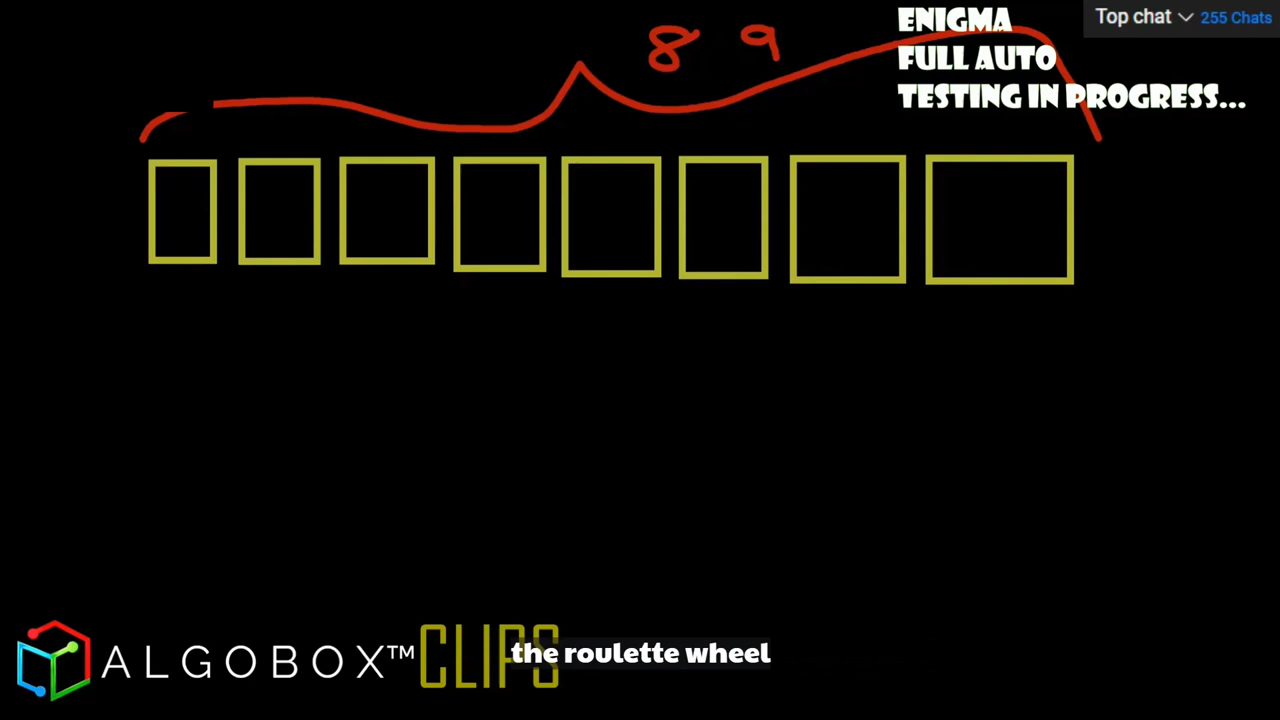 ENIGMA
FULL AUTO
TESTING IN PROGRESS...
Top chat 255 Chats
8 9
ALGOBOX™ CLIPS
the roulette wheel